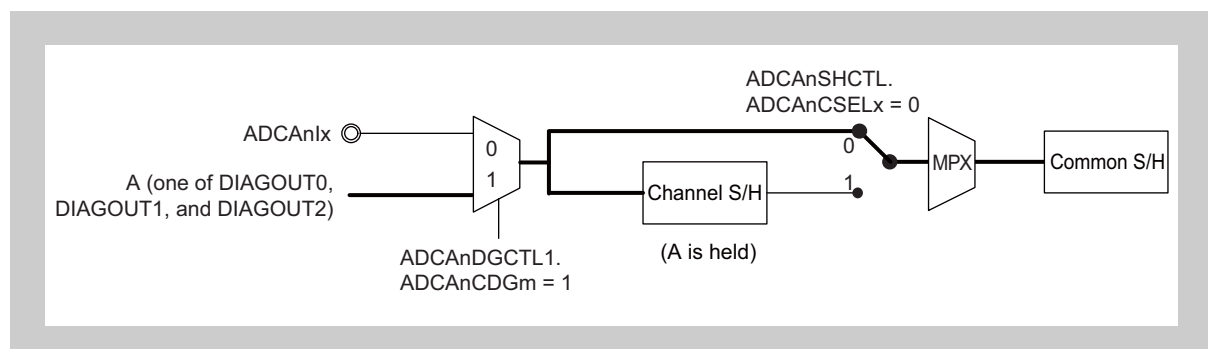 ADCAnSHCTL.
ADCAnCSELx = 0
ADCAnIx
0
1
A (one of DIAGOUT0,
DIAGOUT1, and DIAGOUT2)
ADCAnDGCTL1.
ADCAnCDGm = 1
Channel S/H
(A is held)
0
1
MPX
Common S/H